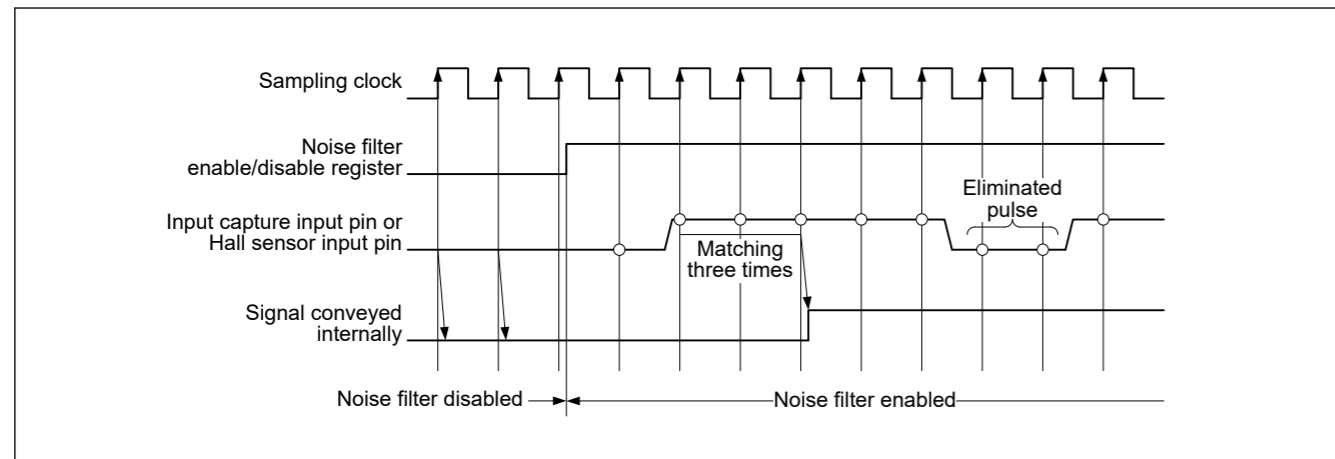 Sampling clock
Noise filter
enable/disable register
Input capture input pin or
Hall sensor input pin
Eliminated
pulse
Matching
three times
Signal conveyed
internally
Noise filter disabled
Noise filter enabled